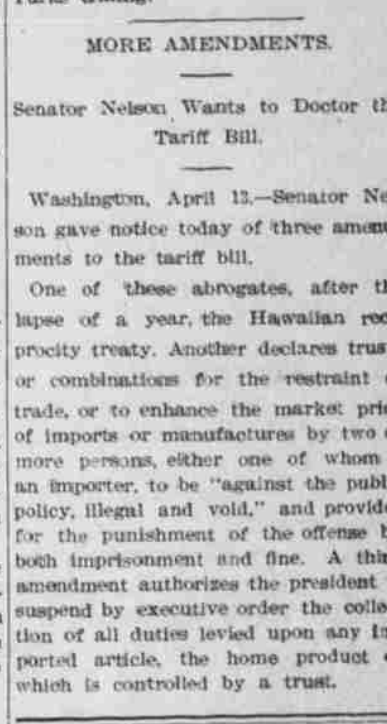 MORE AMENDMENTS.
Senator Nelson Wants to Doctor th
Tariff Bill.
Washington, April 13.—Senator Ne
son gave notice today of three amen
ments to the tariff bill.
One of these abrogates, after th
lapse of a year, the Hawaiian rec
procity treaty. Another declares trus
or combinations for the restraint
trade, or to enhance the market pri
of imports or manufactures by two
more persons, either one of whom
an importer, to be "against the publ
policy, illegal and void," and provide
for the punishment of the offense b
both imprisonment and fine. A thir
amendment authorizes the president
suspend by executive order the colle
tion of all duties levied upon any im
ported article, the home product
which is controlled by a trust.